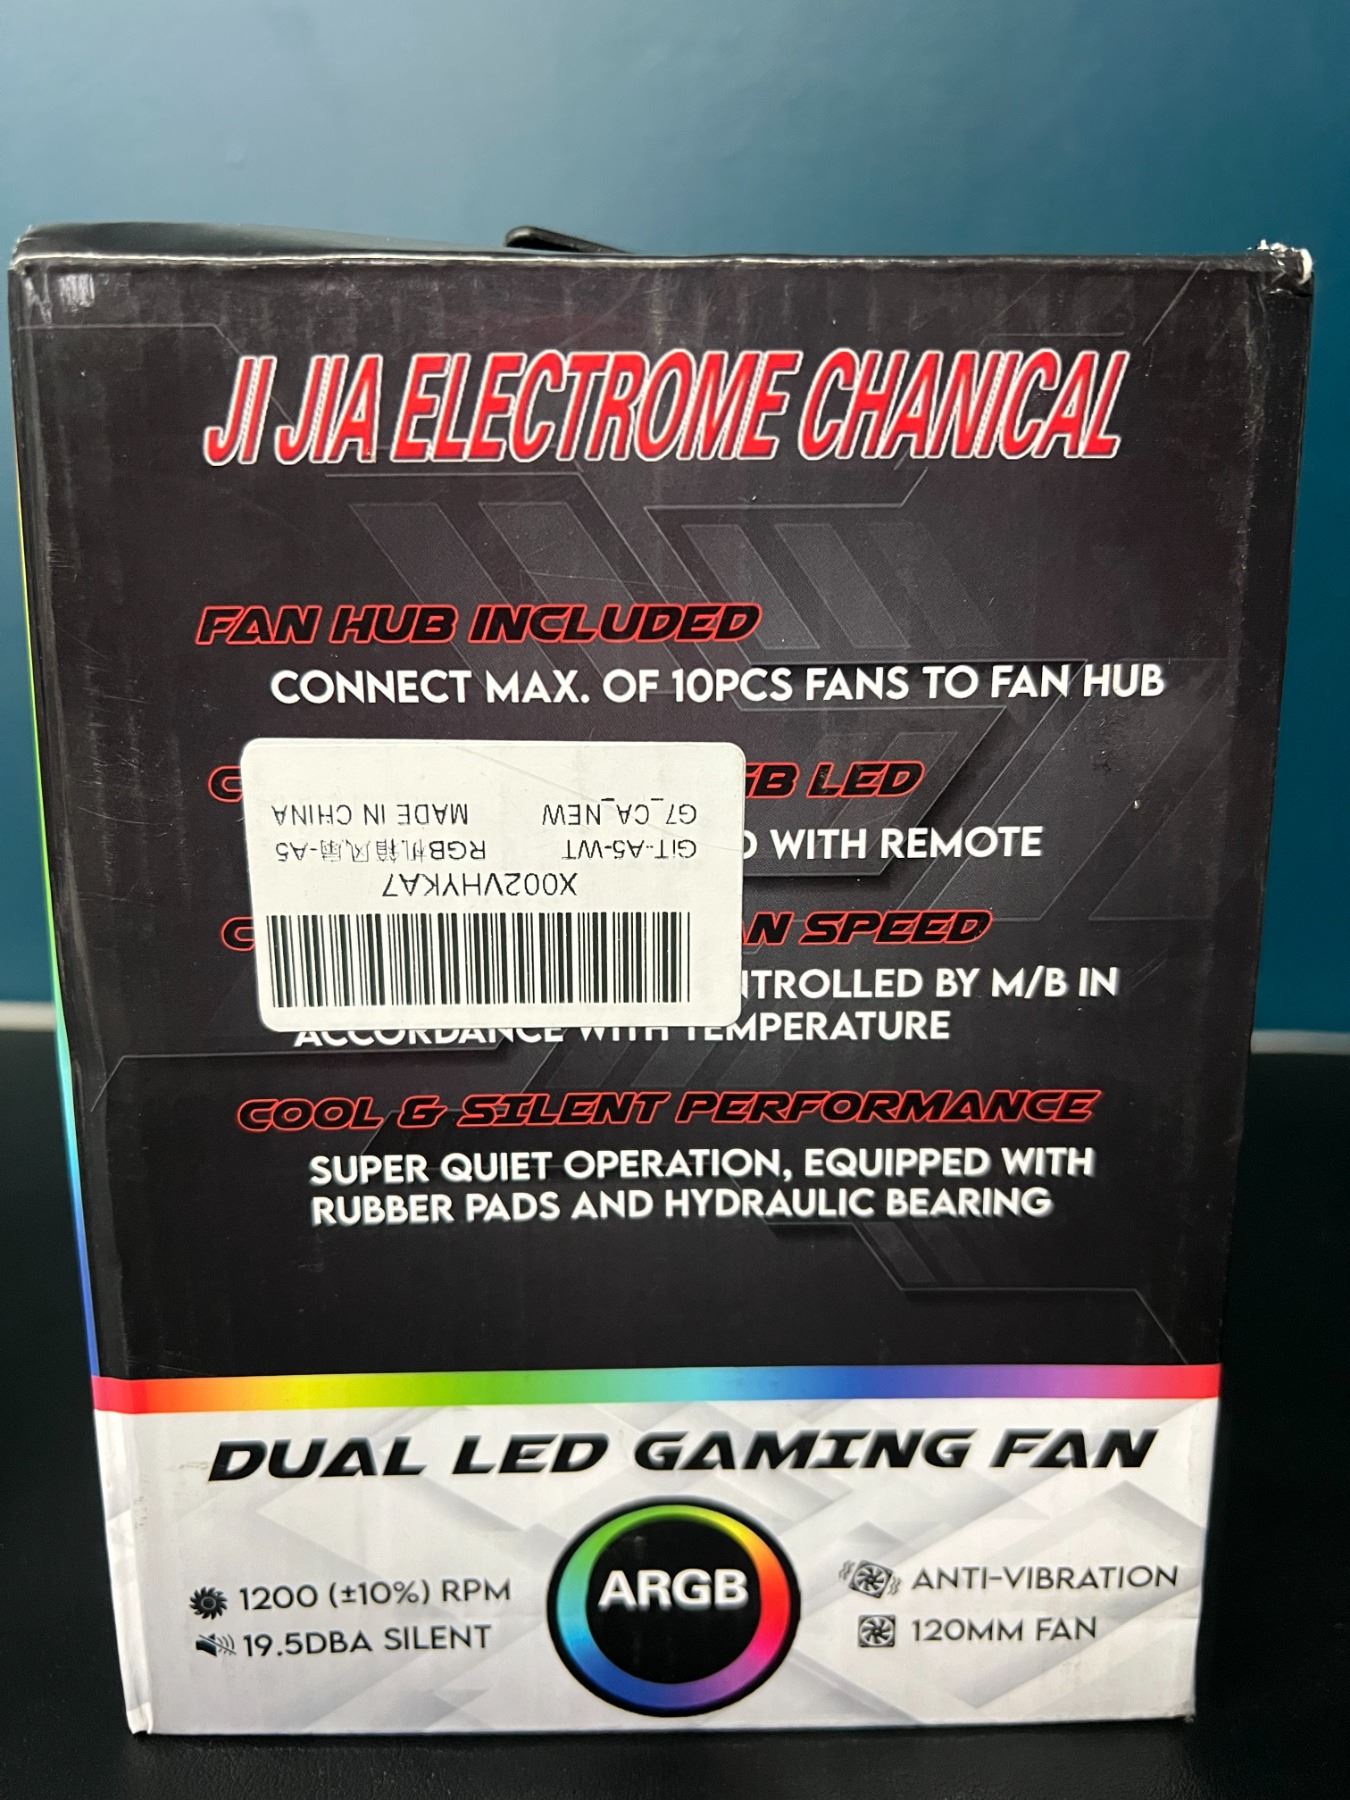 JI JIA ELECTROME CHANICAL
FAN HUB INCLUDED
CONNECT MAX. OF 10PCS FANS TO FAN HUB
LED
WITH REMOTE
SPEED
BY M/B IN
ACCORDANCE WITH TEMPERATURE
X002VHYKA7
GiT-A5-WT RGB机箱风扇-A5
G7_CA_NEW MADE IN CHINA
COOL & SILENT PERFORMANCE
SUPER QUIET OPERATION, EQUIPPED WITH
RUBBER PADS AND HYDRAULIC BEARING
DUAL LED GAMING FAN
1200 (±10%) RPM
19.5DBA SILENT
ARGB
ANTI-VIBRATION
120MM FAN